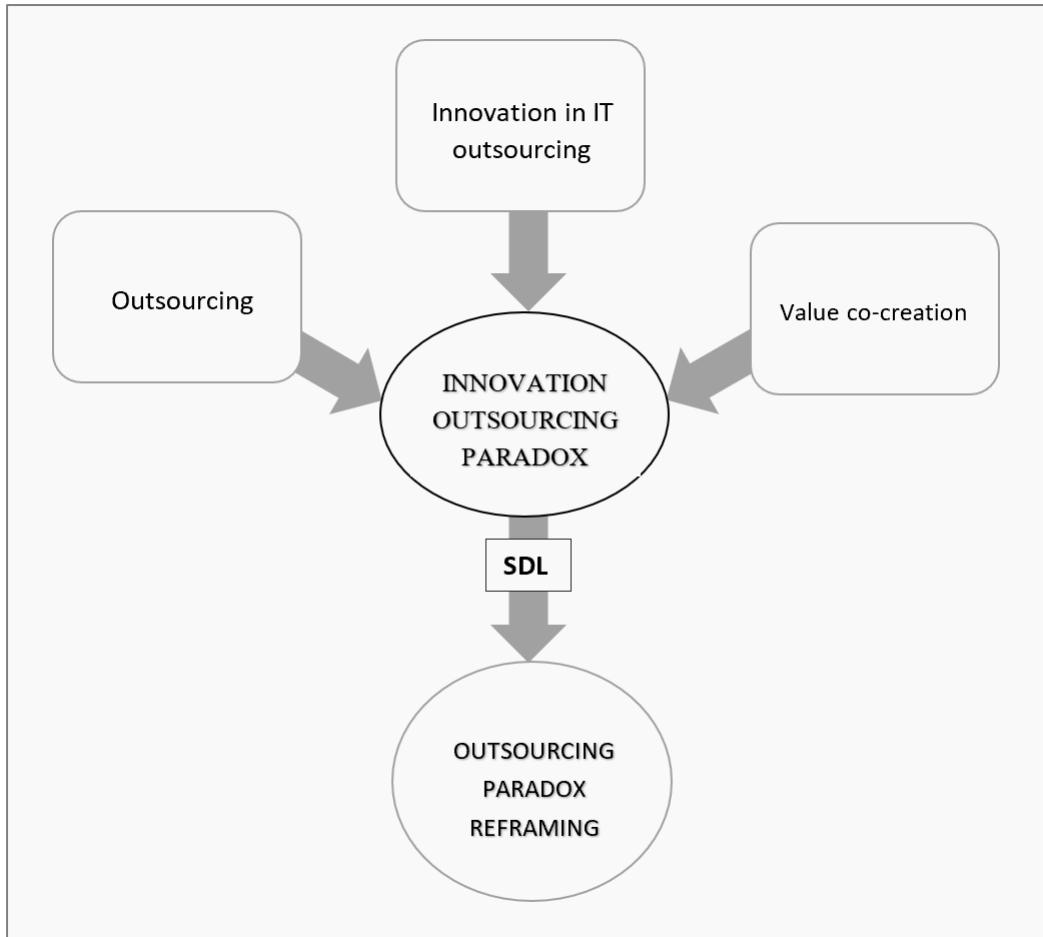 Innovation in IT
outsourcing
Outsourcing
Value co-creation
INNOVATION
OUTSOURCING
PARADOX
SDL
OUTSOURCING
PARADOX
REFRAMING